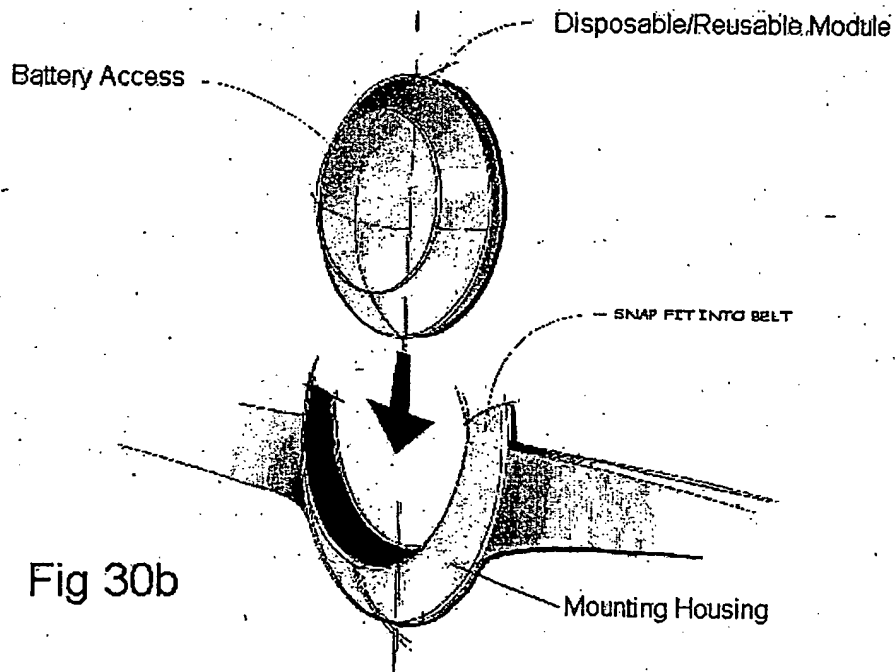 Disposable/Reusable Module
Battery Access
SNAP FIT INTO BELT
Mounting Housing
Fig 30b